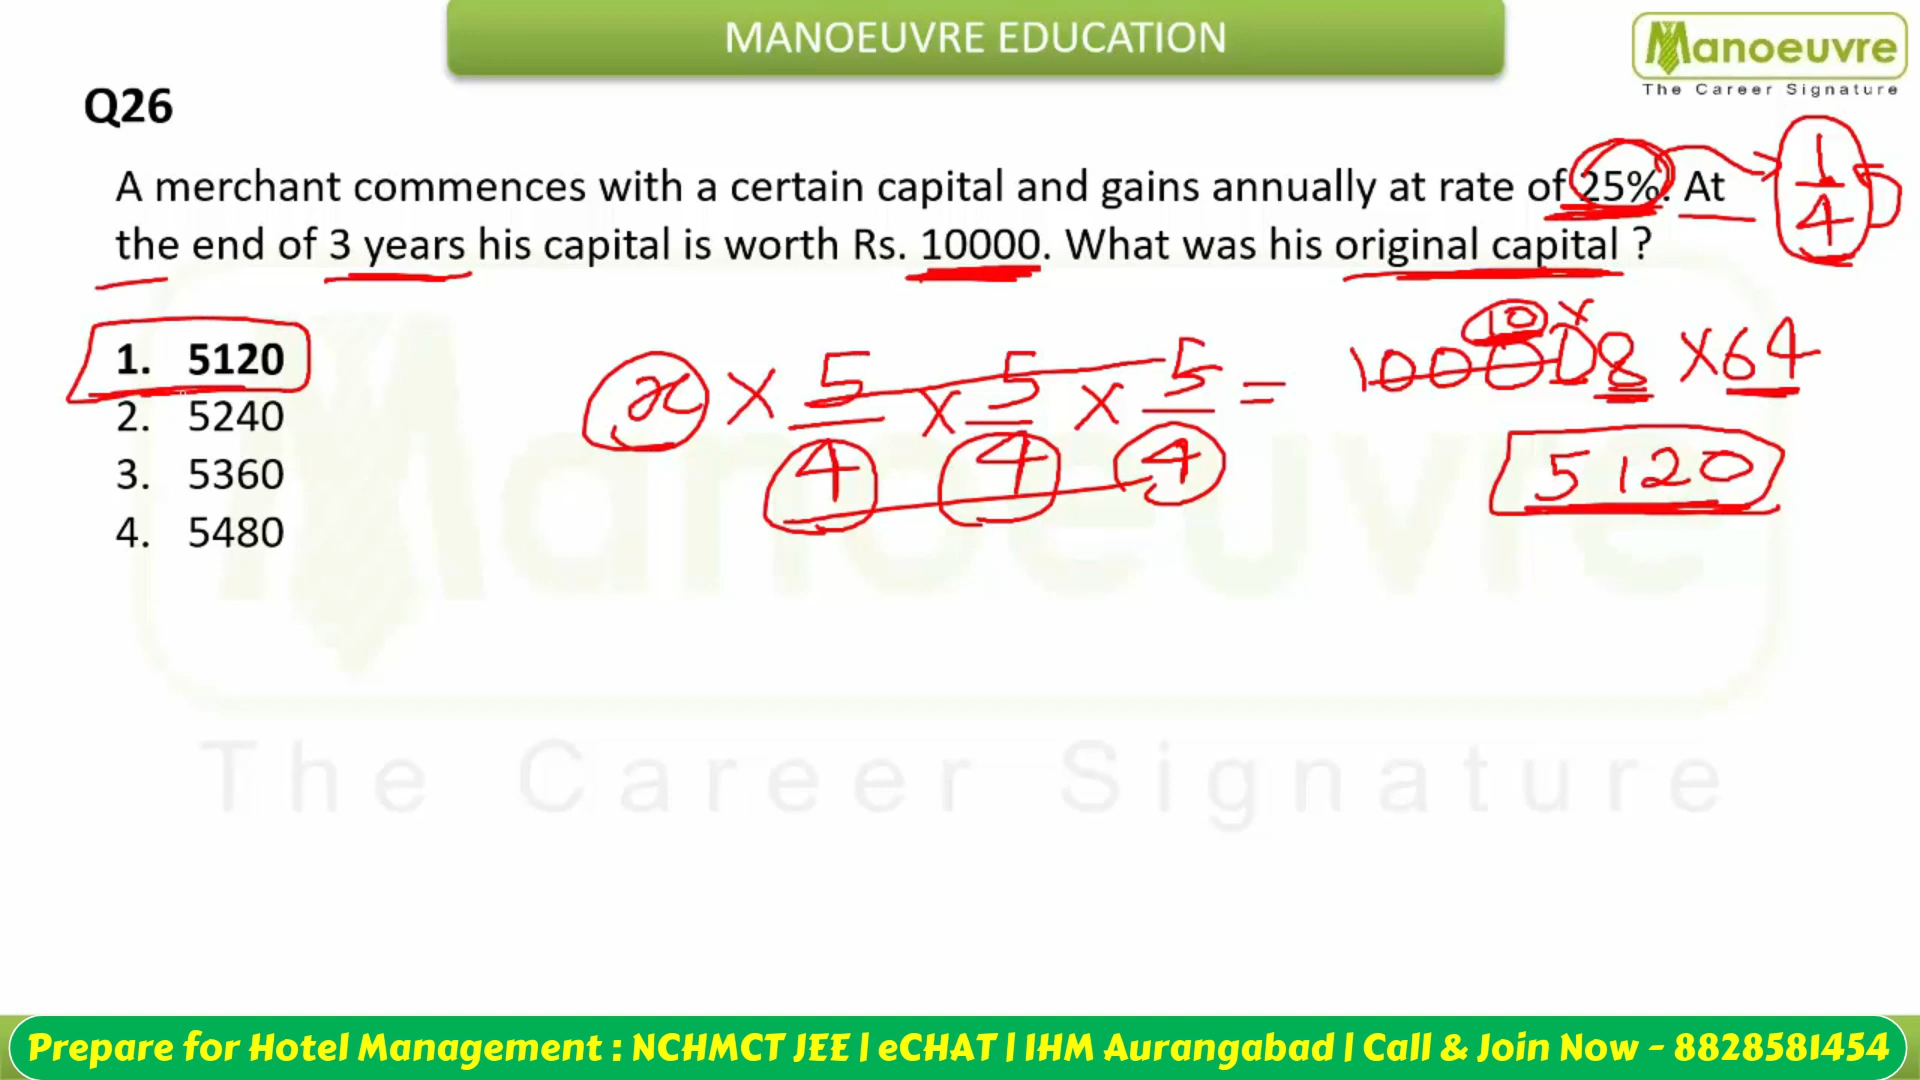 MANOEUVRE EDUCATION
Manoeuvre
The Career Signature
Q26
A merchant commences with a certain capital and gains annually at rate of 25%. At
the end of 3 years his capital is worth Rs. 10000. What was his original capital ?
1/4
1. 5120
2. 5240
3. 5360
4. 5480
x × 5/4 × 5/4 × 5/4 = 10000 8 × 64
10 ×
5120
Manoeuvre
The Career Signature
Prepare for Hotel Management : NCHMCT JEE | eCHAT | IHM Aurangabad | Call & Join Now - 8828581454